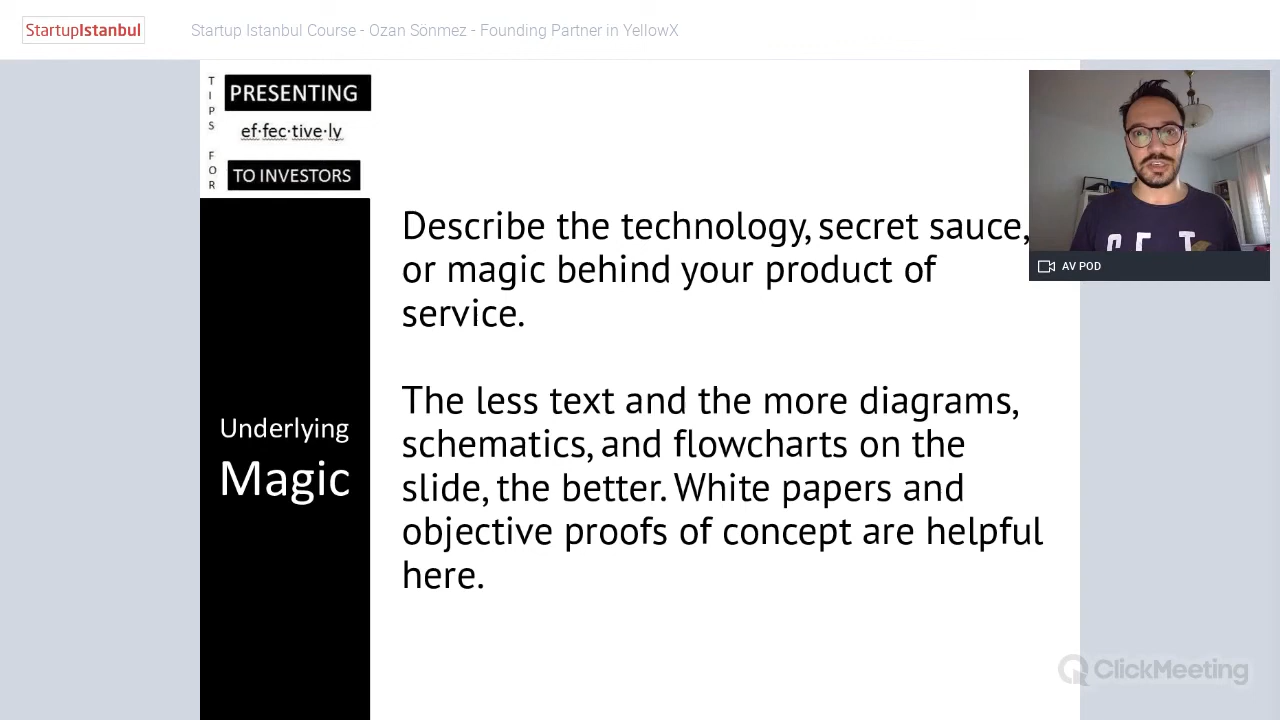 StartupIstanbul
Startup Istanbul Course - Ozan Sönmez - Founding Partner in YellowX
TIPS FOR
PRESENTING
ef·fec·tive·ly
TO INVESTORS
Describe the technology, secret sauce,
or magic behind your product of
service.
The less text and the more diagrams,
schematics, and flowcharts on the
slide, the better. White papers and
objective proofs of concept are helpful
here.
Underlying
Magic
AV POD
ClickMeeting